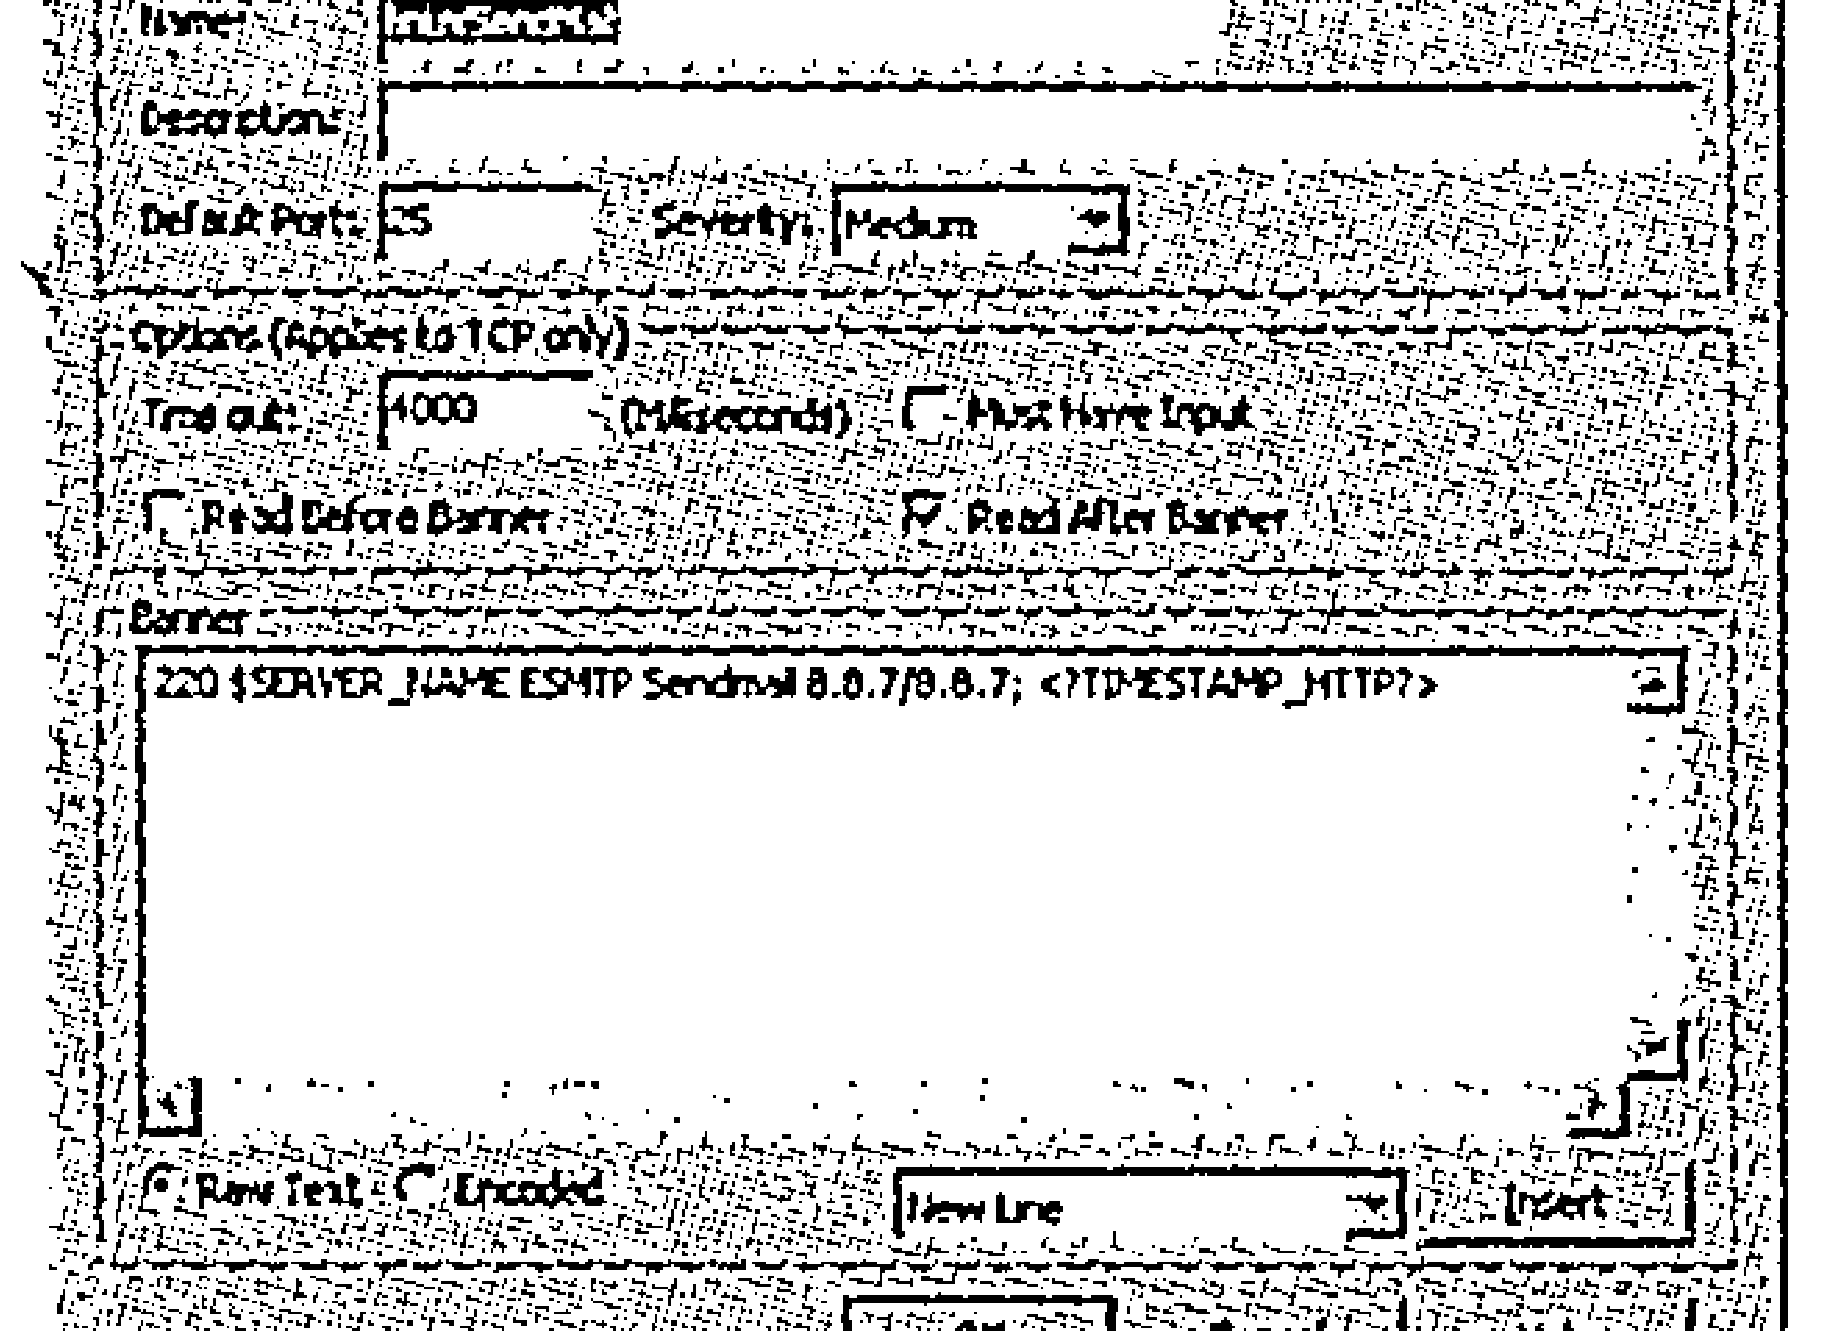 Name
Description:
Default Port: 25 Severity: Medium
Options (Applies to TCP only)
Time out: 4000 (Milliseconds) Must Have Input
Read Before Banner Read After Banner
Banner
220 $SERVER_NAME ESMTP Sendmail 8.8.7/8.8.7; <?TIMESTAMP_HTTP?>
Raw Text Encoded New Line Insert